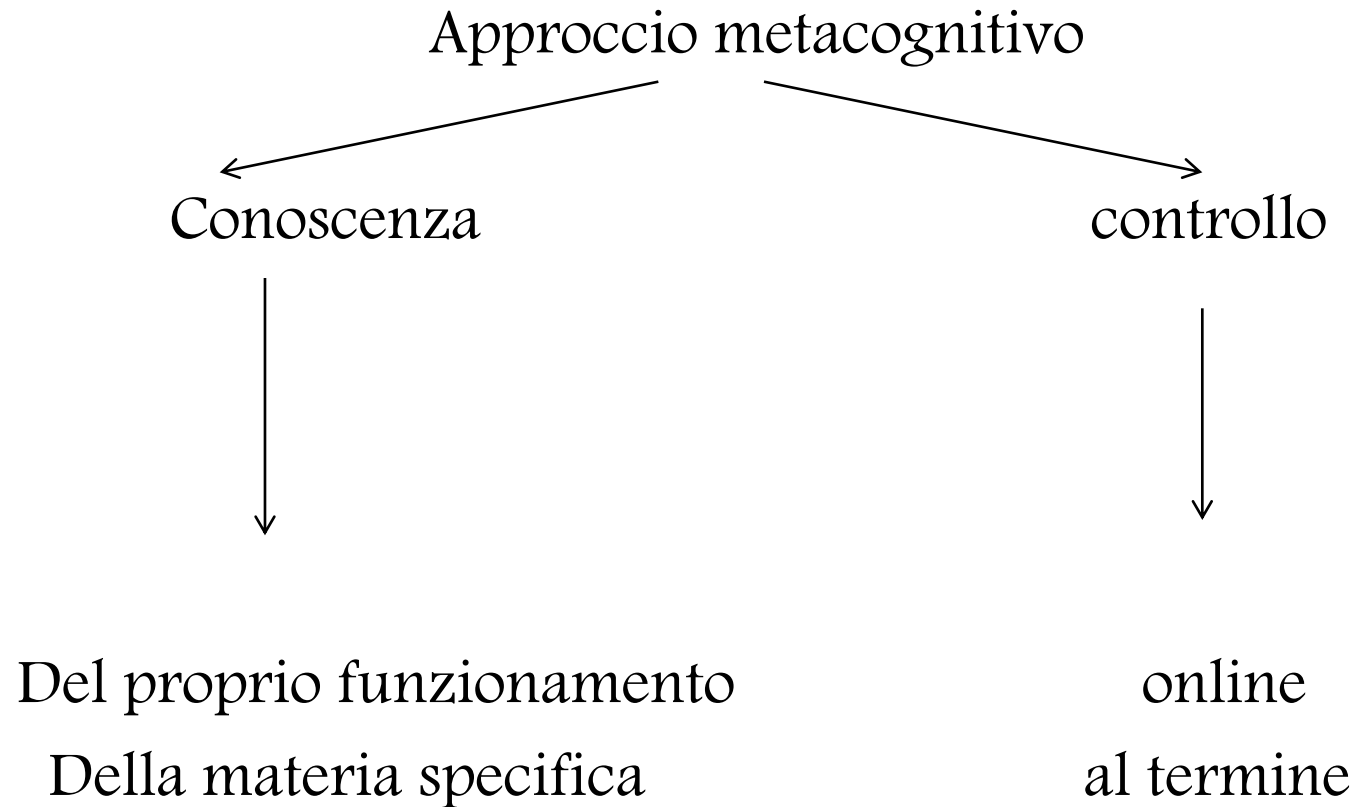 Approccio metacognitivo
Conoscenza
controllo
Del proprio funzionamento
Della materia specifica
online
al termine